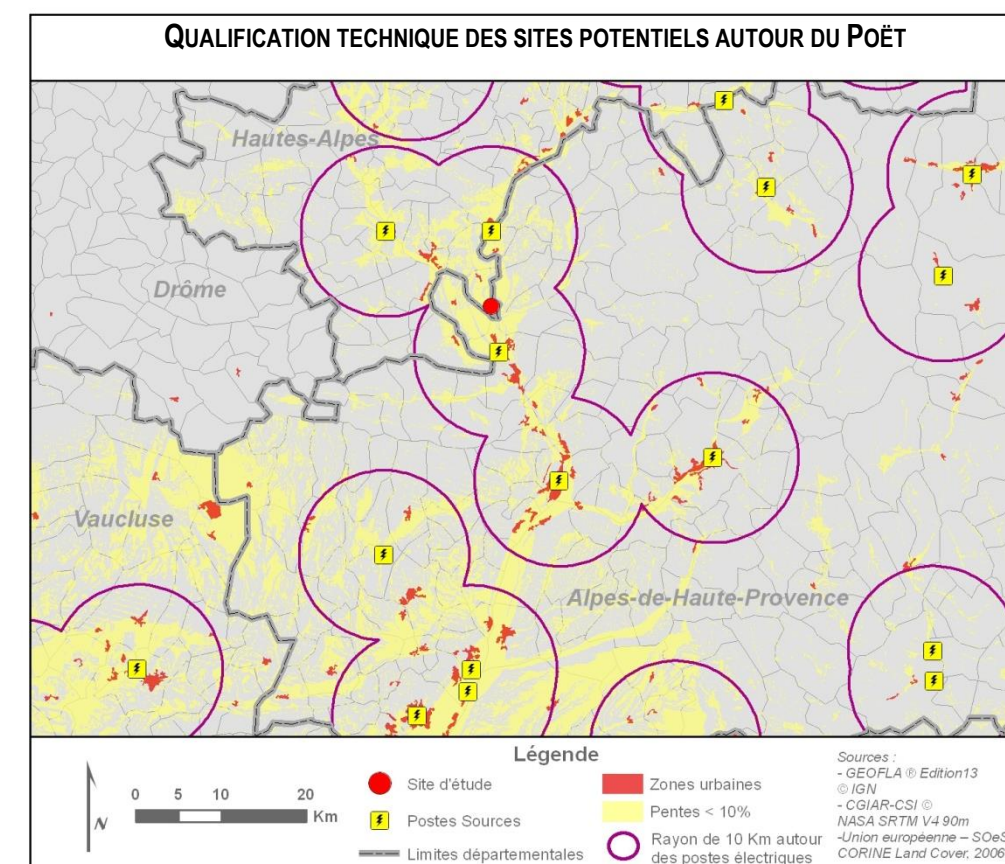 QUALIFICATION TECHNIQUE DES SITES POTENTIELS AUTOUR DU POËT
Hautes-Alpes
Drôme
Vaucluse
Alpes-de-Haute-Provence
Légende
N
0 5 10 20
Km
Site d'étude
Postes Sources
Limites départementales
Zones urbaines
Pentes < 10%
Rayon de 10 Km autour
des postes électriques
Sources :
- GEOFLA ® Edition13
© IGN
- CGIAR-CSI ©
NASA SRTM V4 90m
-Union européenne – SOeS
CORINE Land Cover, 2006